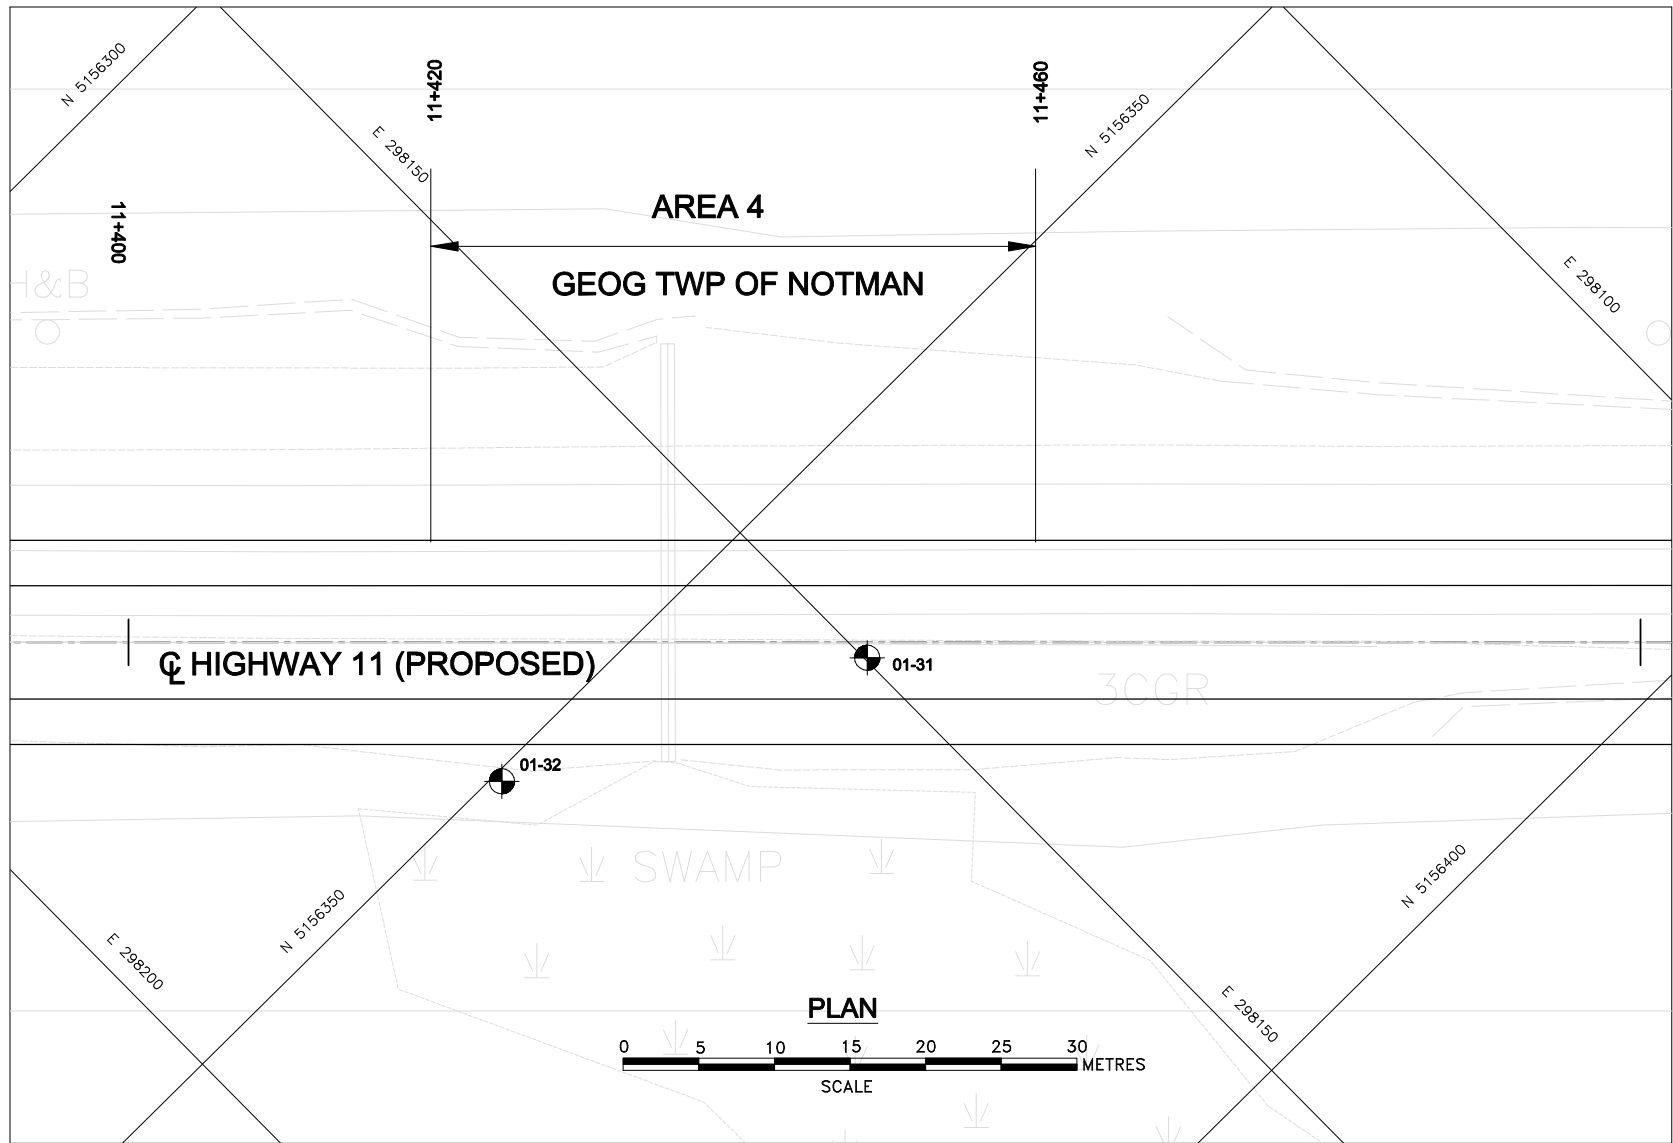 N 5156300
11+420
11+460
N 5156350
E 298150
AREA 4
11+400
H&B
GEOG TWP OF NOTMAN
E 298100
℄ HIGHWAY 11 (PROPOSED)
01-31
3CGR
01-32
SWAMP
N 5156350
N 5156400
E 298200
E 298150
PLAN
0 5 10 15 20 25 30
METRES
SCALE